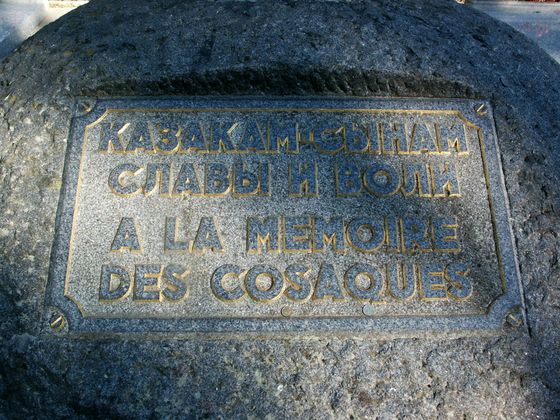 КАЗАКАМ-СЫНАМ
СЛАВЫ И ВОЛИ
A LA MEMOIRE
DES COSAQUES